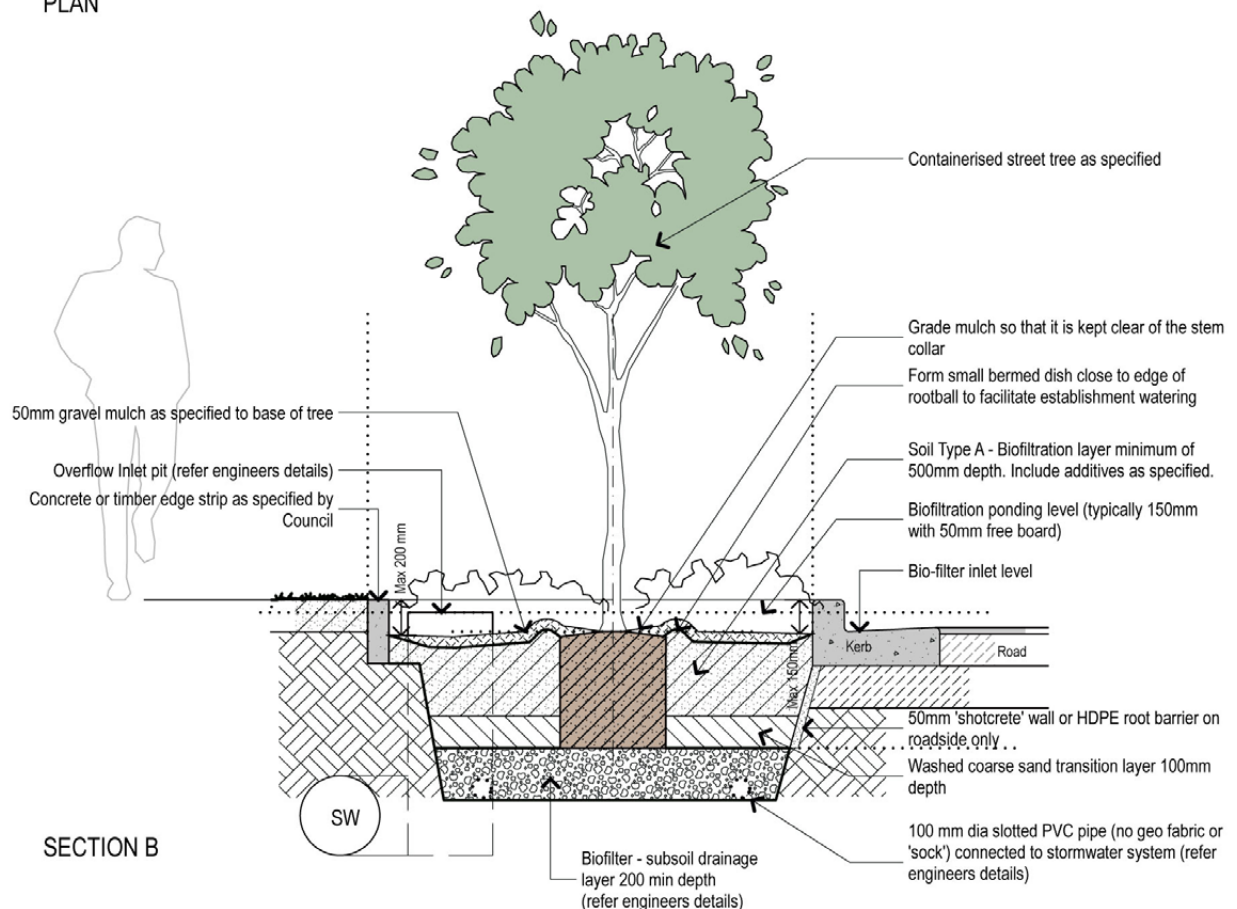 PLAN
Containerised street tree as specified
Grade mulch so that it is kept clear of the stem
collar
Form small bermed dish close to edge of
rootball to facilitate establishment watering
50mm gravel mulch as specified to base of tree
Soil Type A - Biofiltration layer minimum of
500mm depth. Include additives as specified.
Overflow Inlet pit (refer engineers details)
Concrete or timber edge strip as specified by
Council
Biofiltration ponding level (typically 150mm
with 50mm free board)
Max 200 mm
Bio-filter inlet level
Kerb
Road
Max 150mm
50mm 'shotcrete' wall or HDPE root barrier on
roadside only
Washed coarse sand transition layer 100mm
depth
SW
100 mm dia slotted PVC pipe (no geo fabric or
'sock') connected to stormwater system (refer
engineers details)
SECTION B
Biofilter - subsoil drainage
layer 200 min depth
(refer engineers details)